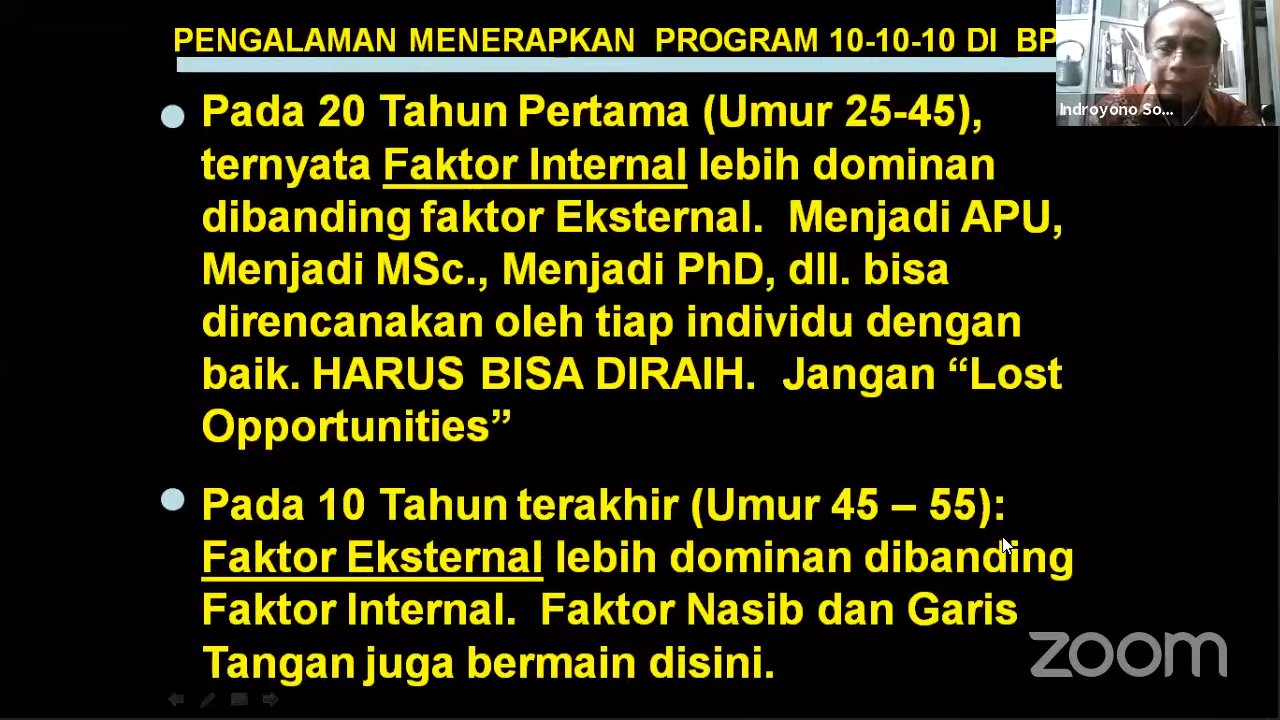 PENGALAMAN MENERAPKAN PROGRAM 10-10-10 DI BP
Indroyono So...
Pada 20 Tahun Pertama (Umur 25-45),
ternyata Faktor Internal lebih dominan
dibanding faktor Eksternal. Menjadi APU,
Menjadi MSc., Menjadi PhD, dll. bisa
direncanakan oleh tiap individu dengan
baik. HARUS BISA DIRAIH. Jangan “Lost
Opportunities”
Pada 10 Tahun terakhir (Umur 45 – 55):
Faktor Eksternal lebih dominan dibanding
Faktor Internal. Faktor Nasib dan Garis
Tangan juga bermain disini.
zoom